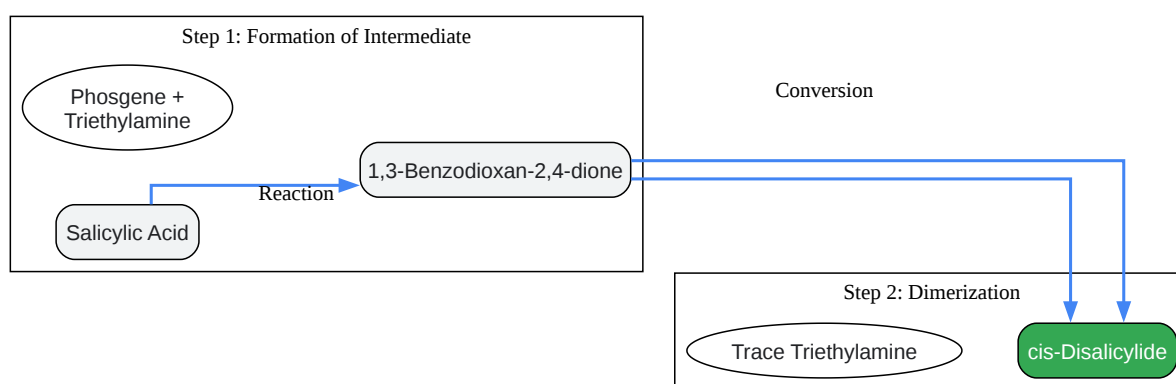 Step 1: Formation of Intermediate
Phosgene +
Triethylamine
Conversion
1,3-Benzodioxan-2,4-dione
Reaction
Salicylic Acid
Step 2: Dimerization
Trace Triethylamine
cis-Disalicylide